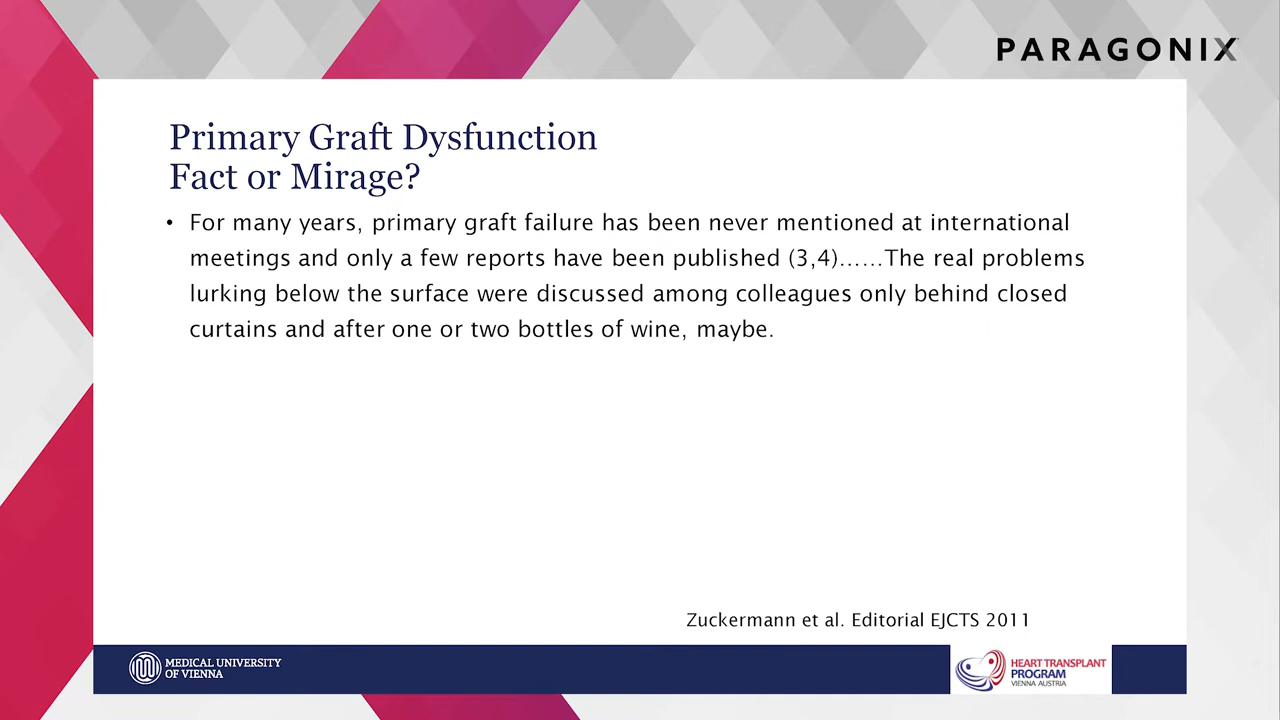 PARAGONIX
Primary Graft Dysfunction
Fact or Mirage?
• For many years, primary graft failure has been never mentioned at international
meetings and only a few reports have been published (3,4)……The real problems
lurking below the surface were discussed among colleagues only behind closed
curtains and after one or two bottles of wine, maybe.
Zuckermann et al. Editorial EJCTS 2011
MEDICAL UNIVERSITY
OF VIENNA
HEART TRANSPLANT
PROGRAM
VIENNA AUSTRIA